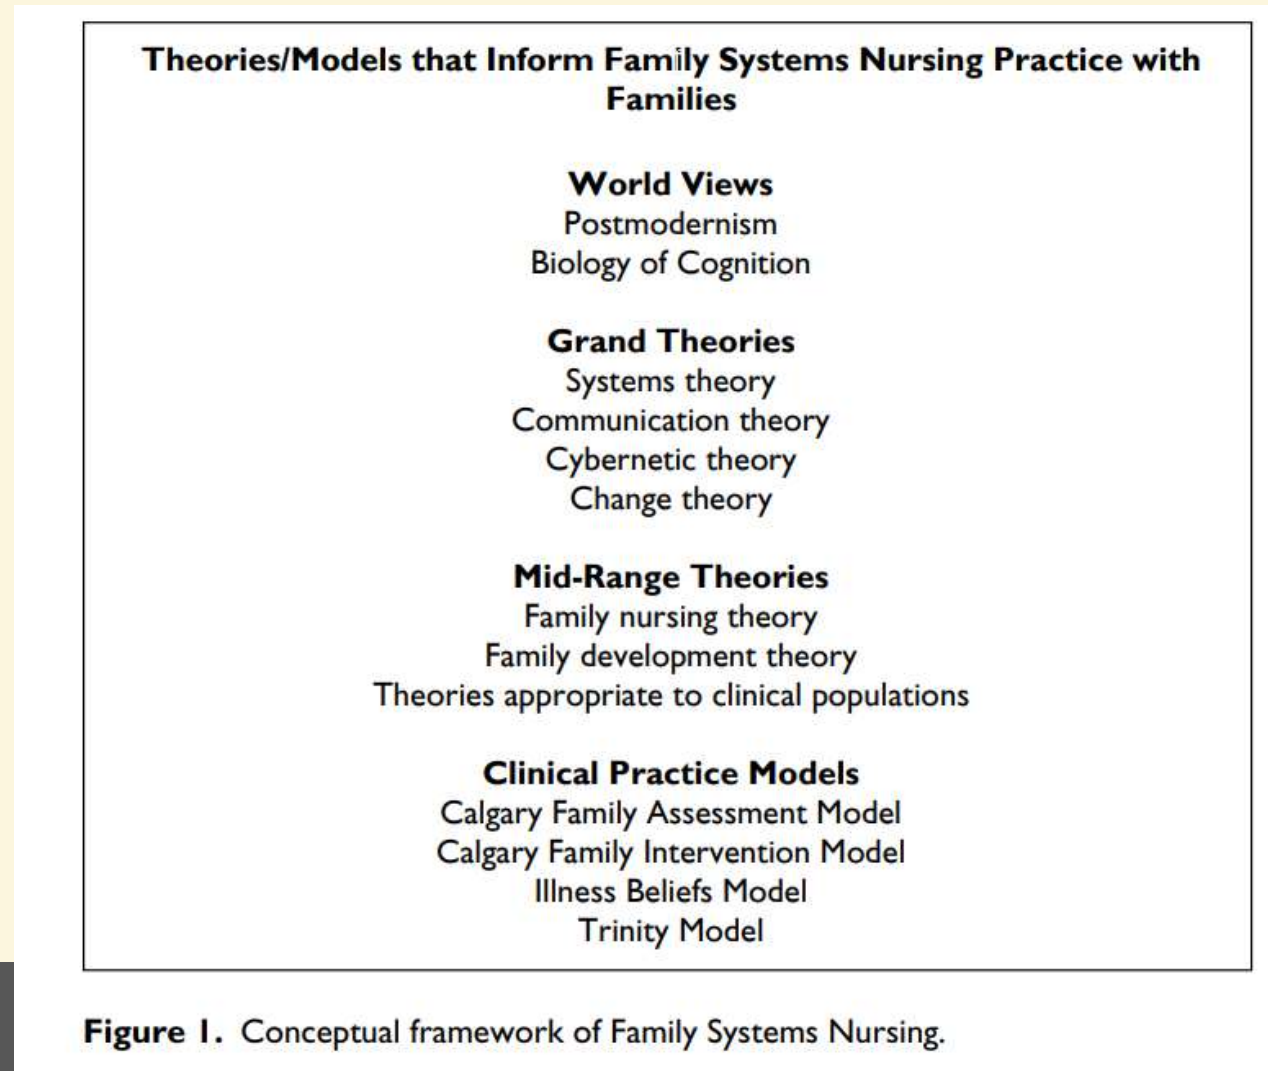 Theories/Models that Inform Family Systems Nursing Practice with
Families
World Views
Postmodernism
Biology of Cognition
Grand Theories
Systems theory
Communication theory
Cybernetic theory
Change theory
Mid-Range Theories
Family nursing theory
Family development theory
Theories appropriate to clinical populations
Clinical Practice Models
Calgary Family Assessment Model
Calgary Family Intervention Model
Illness Beliefs Model
Trinity Model
Figure 1. Conceptual framework of Family Systems Nursing.